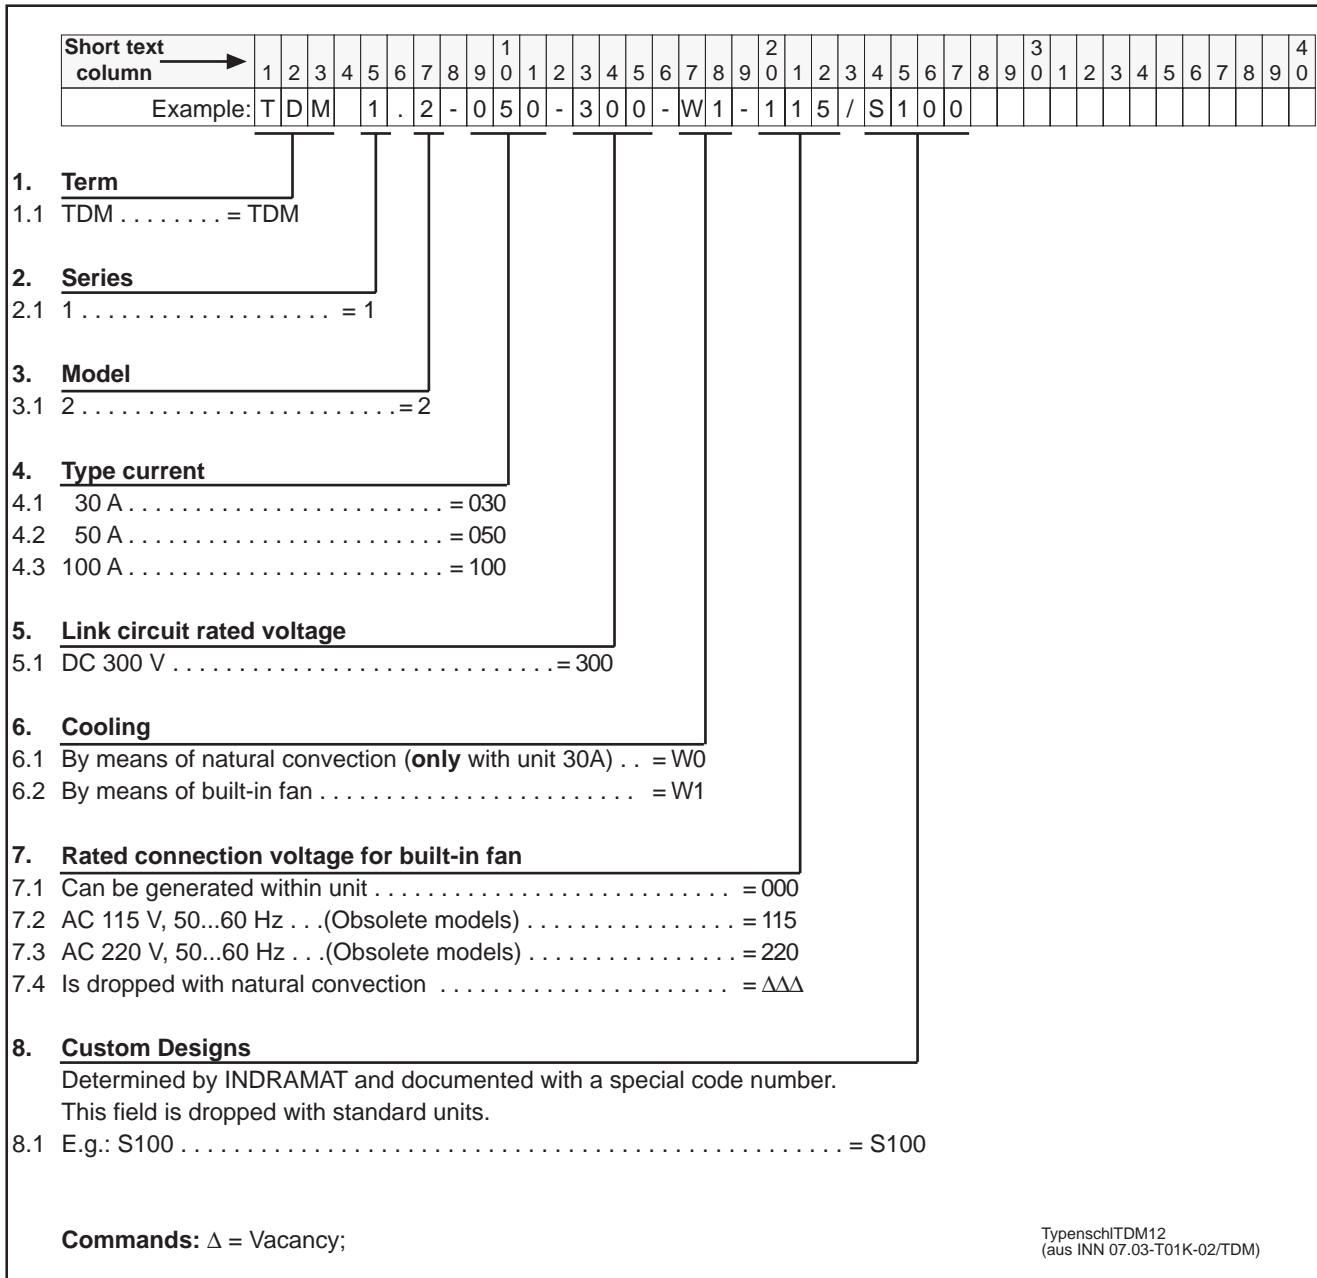 Short text 1 2 3 4
column 1 2 3 4 5 6 7 8 9 0 1 2 3 4 5 6 7 8 9 0 1 2 3 4 5 6 7 8 9 0 1 2 3 4 5 6 7 8 9 0
Example: T D M 1 . 2 - 0 5 0 - 3 0 0 - W 1 - 1 1 5 / S 1 0 0
1. Term
1.1 TDM . . . . . . . . = TDM
2. Series
2.1 1 . . . . . . . . . . . . . . . . . . . = 1
3. Model
3.1 2 . . . . . . . . . . . . . . . . . . . . . . . . = 2
4. Type current
4.1 30 A . . . . . . . . . . . . . . . . . . . . . . . . = 030
4.2 50 A . . . . . . . . . . . . . . . . . . . . . . . . = 050
4.3 100 A . . . . . . . . . . . . . . . . . . . . . . . . = 100
5. Link circuit rated voltage
5.1 DC 300 V . . . . . . . . . . . . . . . . . . . . . . . . . . . . . = 300
6. Cooling
6.1 By means of natural convection (only with unit 30A) . . = W0
6.2 By means of built-in fan . . . . . . . . . . . . . . . . . . . . . . . . = W1
7. Rated connection voltage for built-in fan
7.1 Can be generated within unit . . . . . . . . . . . . . . . . . . . . . . . . . . . = 000
7.2 AC 115 V, 50...60 Hz . . .(Obsolete models) . . . . . . . . . . . . . . . . = 115
7.3 AC 220 V, 50...60 Hz . . .(Obsolete models) . . . . . . . . . . . . . . . . = 220
7.4 Is dropped with natural convection . . . . . . . . . . . . . . . . . . . . . . = ΔΔΔ
8. Custom Designs
Determined by INDRAMAT and documented with a special code number.
This field is dropped with standard units.
8.1 E.g.: S100 . . . . . . . . . . . . . . . . . . . . . . . . . . . . . . . . . . . . . . . . . . . . . . . . . . = S100
Commands: Δ = Vacancy;
TypenschlTDM12
(aus INN 07.03-T01K-02/TDM)